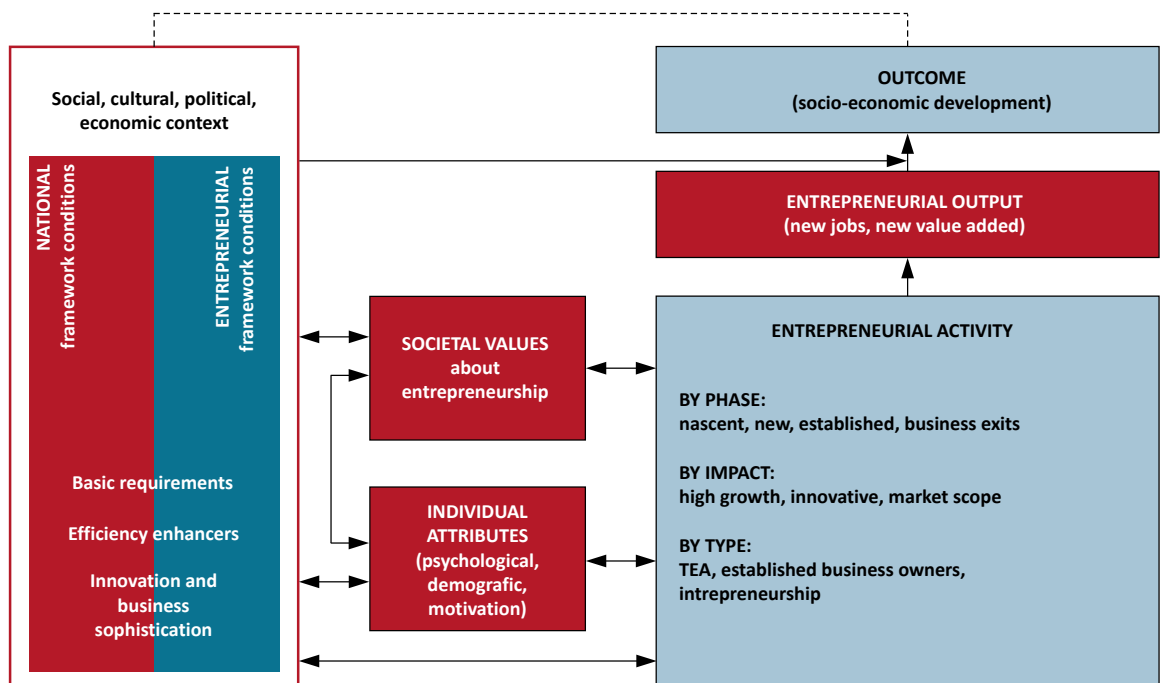 Social, cultural, political,
economic context
NATIONAL
framework conditions
ENTREPRENEURIAL
framework conditions
Basic requirements
Efficiency enhancers
Innovation and
business
sophistication
SOCIETAL VALUES
about
entrepreneurship
INDIVIDUAL
ATTRIBUTES
(psychological,
demografic,
motivation)
OUTCOME
(socio-economic development)
ENTREPRENEURIAL OUTPUT
(new jobs, new value added)
ENTREPRENEURIAL ACTIVITY
BY PHASE:
nascent, new, established, business exits
BY IMPACT:
high growth, innovative, market scope
BY TYPE:
TEA, established business owners,
intrepreneurship